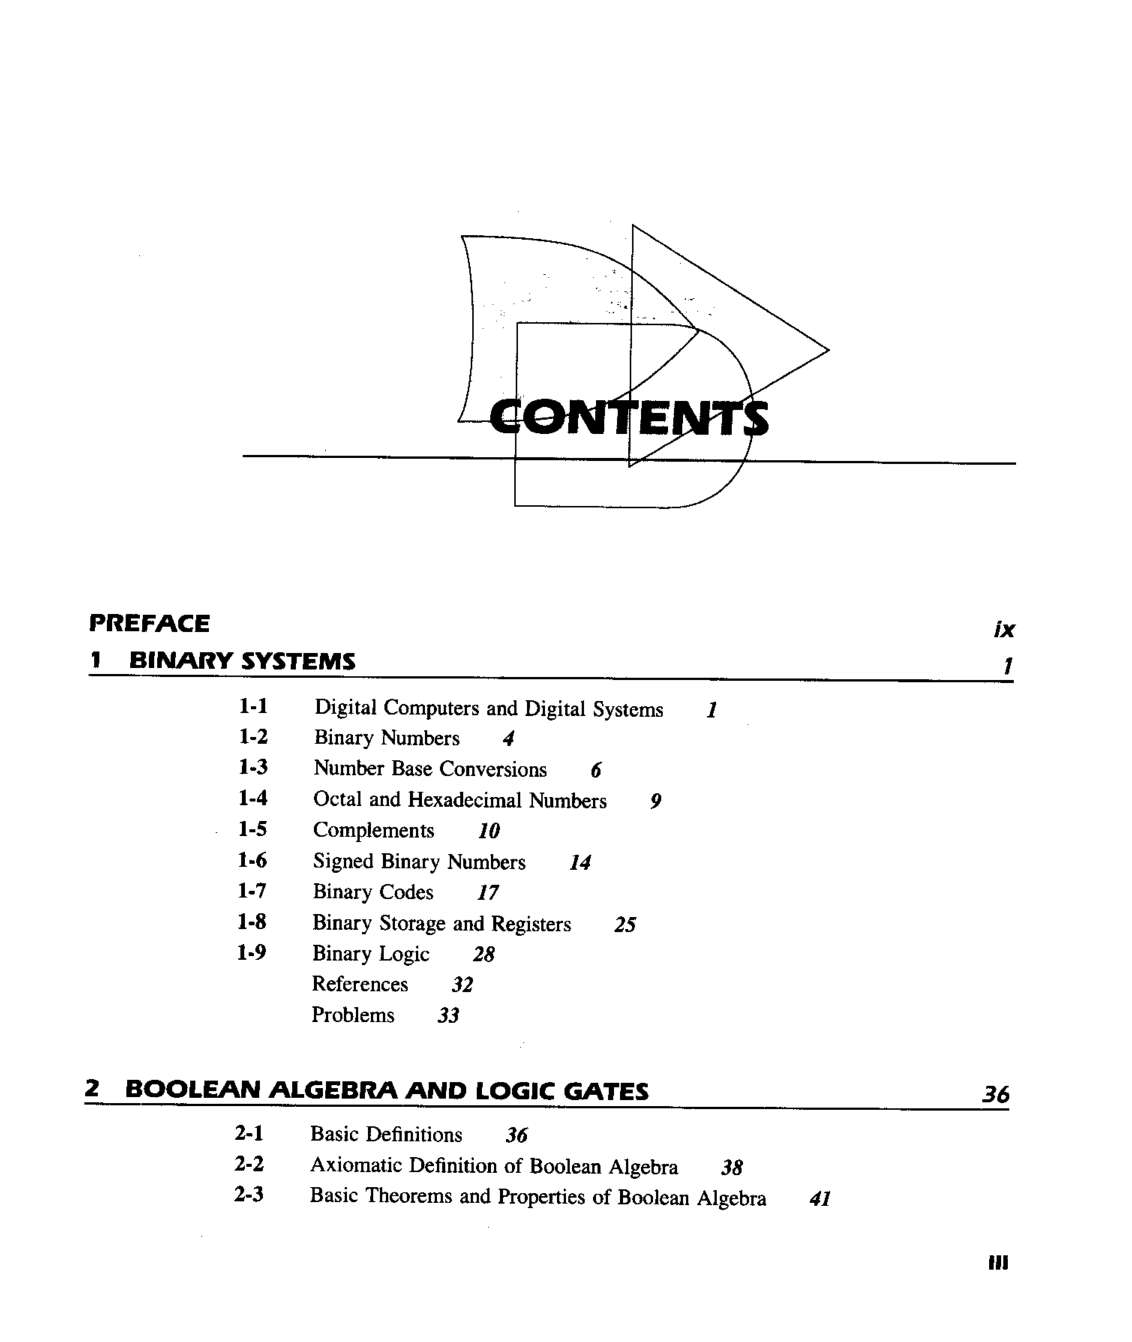 CONTENTS
PREFACE ix
1 BINARY SYSTEMS 1
1-1 Digital Computers and Digital Systems 1
1-2 Binary Numbers 4
1-3 Number Base Conversions 6
1-4 Octal and Hexadecimal Numbers 9
1-5 Complements 10
1-6 Signed Binary Numbers 14
1-7 Binary Codes 17
1-8 Binary Storage and Registers 25
1-9 Binary Logic 28
References 32
Problems 33
2 BOOLEAN ALGEBRA AND LOGIC GATES 36
2-1 Basic Definitions 36
2-2 Axiomatic Definition of Boolean Algebra 38
2-3 Basic Theorems and Properties of Boolean Algebra 41
III